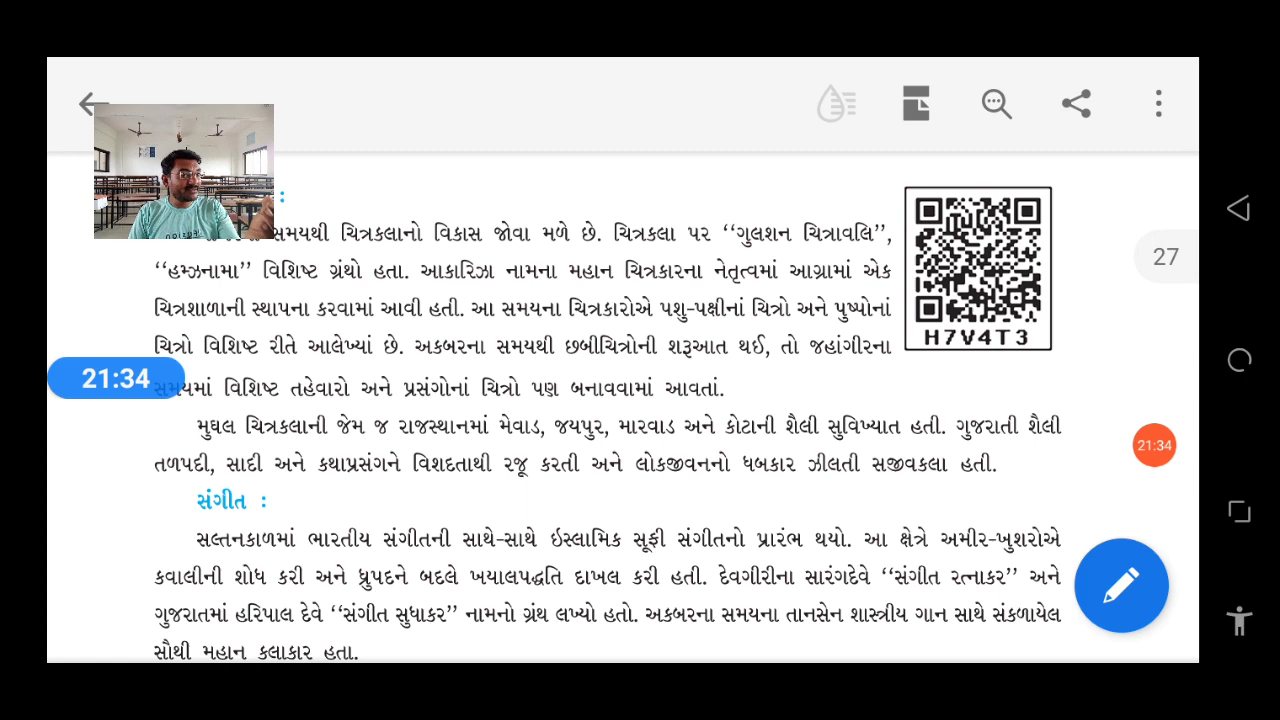 :
સમયથી ચિત્રકલાનો વિકાસ જોવા મળે છે. ચિત્રકલા પર ‘‘ગુલશન ચિત્રાવલિ’’,
‘‘હમ્ઝનામા’’ વિશિષ્ટ ગ્રંથો હતા. આકારિઝા નામના મહાન ચિત્રકારના નેતૃત્વમાં આગ્રામાં એક
ચિત્રશાળાની સ્થાપના કરવામાં આવી હતી. આ સમયના ચિત્રકારોએ પશુ-પક્ષીનાં ચિત્રો અને પુષ્પોનાં
ચિત્રો વિશિષ્ટ રીતે આલેખ્યાં છે. અકબરના સમયથી છબીચિત્રોની શરૂઆત થઈ, તો જહાંગીરના
સમયમાં વિશિષ્ટ તહેવારો અને પ્રસંગોનાં ચિત્રો પણ બનાવવામાં આવતાં.
H7V4T3
27
21:34
21:34
મુઘલ ચિત્રકલાની જેમ જ રાજસ્થાનમાં મેવાડ, જયપુર, મારવાડ અને કોટાની શૈલી સુવિખ્યાત હતી. ગુજરાતી શૈલી
તળપદી, સાદી અને કથાપ્રસંગને વિશદતાથી રજૂ કરતી અને લોકજીવનનો ધબકાર ઝીલતી સજીવકલા હતી.
સંગીત :
સલ્તનકાળમાં ભારતીય સંગીતની સાથે-સાથે ઇસ્લામિક સૂફી સંગીતનો પ્રારંભ થયો. આ ક્ષેત્રે અમીર-ખુશરોએ
કવાલીની શોધ કરી અને ધ્રુપદને બદલે ખયાલપદ્ધતિ દાખલ કરી હતી. દેવગીરીના સારંગદેવે ‘‘સંગીત રત્નાકર’’ અને
ગુજરાતમાં હરિપાલ દેવે ‘‘સંગીત સુધાકર’’ નામનો ગ્રંથ લખ્યો હતો. અકબરના સમયના તાનસેન શાસ્ત્રીય ગાન સાથે સંકળાયેલ
સૌથી મહાન કલાકાર હતા.